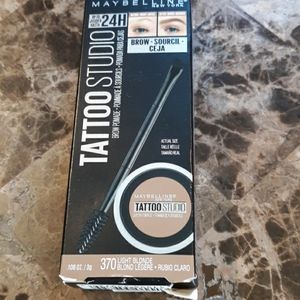 MAYBELLINE
NEW YORK
24H
BROW • SOURCIL •
CEJA
TATTOO STUDIO
BROW POMADE • POMMADE À SOURCILS • POMADA PARA CEJAS
ACTUAL SIZE
TAILLE RÉELLE
TAMAÑO REAL
MAYBELLINE
TATTOO STUDIO
370 LIGHT BLONDE
BLOND LÉGÈRE • RUBIO CLARO
.106 OZ. / 3g